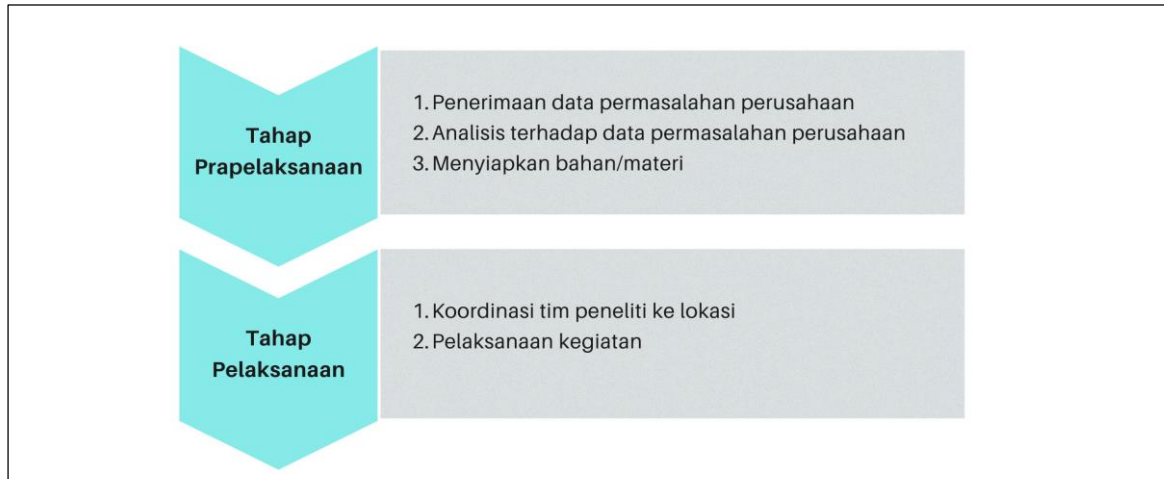 Tahap
Prapelaksanaan
1. Penerimaan data permasalahan perusahaan
2. Analisis terhadap data permasalahan perusahaan
3. Menyiapkan bahan/materi
Tahap
Pelaksanaan
1. Koordinasi tim peneliti ke lokasi
2. Pelaksanaan kegiatan